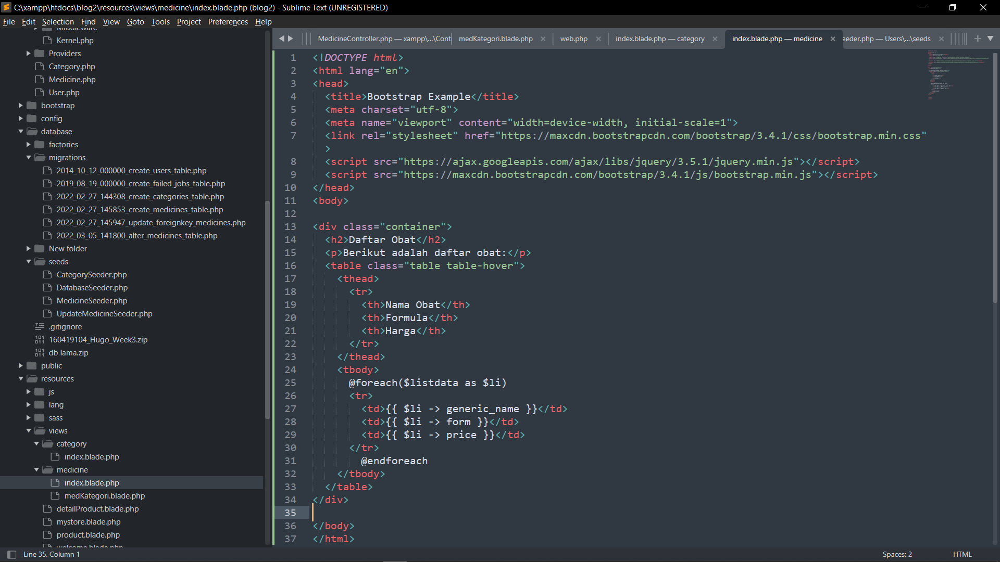 C:\xampp\htdocs\blog2\resources\views\medicine\index.blade.php (blog2) - Sublime Text (UNREGISTERED)
File Edit Selection Find View Goto Tools Project Preferences Help
Middleware
Kernel.php
Providers
Category.php
Medicine.php
User.php
bootstrap
config
database
factories
migrations
2014_10_12_000000_create_users_table.php
2019_08_19_000000_create_failed_jobs_table.php
2022_02_27_144308_create_categories_table.php
2022_02_27_145853_create_medicines_table.php
2022_02_27_145947_update_foreignkey_medicines.php
2022_03_05_141800_alter_medicines_table.php
New folder
seeds
CategorySeeder.php
DatabaseSeeder.php
MedicineSeeder.php
UpdateMedicineSeeder.php
.gitignore
160419104_Hugo_Week3.zip
db lama.zip
public
resources
js
lang
sass
views
category
index.blade.php
medicine
index.blade.php
medKategori.blade.php
detailProduct.blade.php
mystore.blade.php
product.blade.php
welcome.blade.php
MedicineController.php — xampp\...\Cont medKategori.blade.php web.php index.blade.php — category index.blade.php — medicine eeder.php — Users\...\seeds
1 <!DOCTYPE html>
2 <html lang="en">
3 <head>
4 <title>Bootstrap Example</title>
5 <meta charset="utf-8">
6 <meta name="viewport" content="width=device-width, initial-scale=1">
7 <link rel="stylesheet" href="https://maxcdn.bootstrapcdn.com/bootstrap/3.4.1/css/bootstrap.min.css"
>
8 <script src="https://ajax.googleapis.com/ajax/libs/jquery/3.5.1/jquery.min.js"></script>
9 <script src="https://maxcdn.bootstrapcdn.com/bootstrap/3.4.1/js/bootstrap.min.js"></script>
10 </head>
11 <body>
12
13 <div class="container">
14 <h2>Daftar Obat</h2>
15 <p>Berikut adalah daftar obat:</p>
16 <table class="table table-hover">
17 <thead>
18 <tr>
19 <th>Nama Obat</th>
20 <th>Formula</th>
21 <th>Harga</th>
22 </tr>
23 </thead>
24 <tbody>
25 @foreach($listdata as $li)
26 <tr>
27 <td>{{ $li -> generic_name }}</td>
28 <td>{{ $li -> form }}</td>
29 <td>{{ $li -> price }}</td>
30 </tr>
31 @endforeach
32 </tbody>
33 </table>
34 </div>
35
36 </body>
37 </html>
Line 35, Column 1
Spaces: 2
HTML